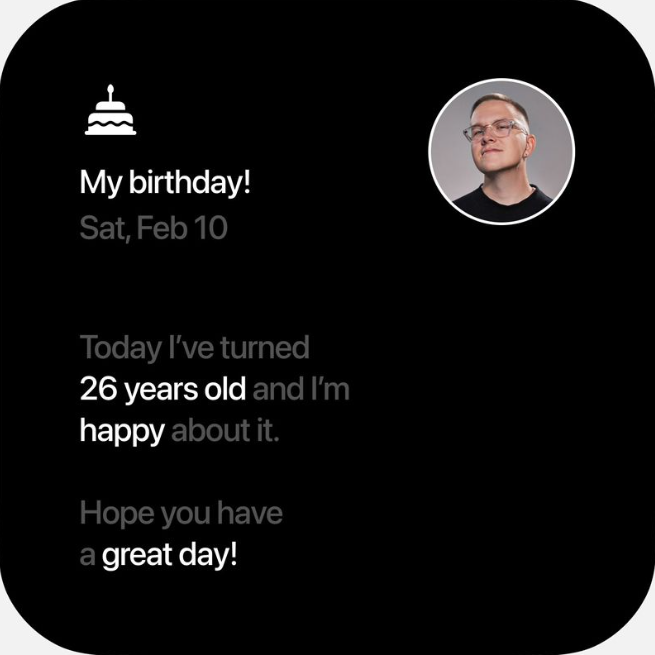 My birthday!
Sat, Feb 10
Today I’ve turned
26 years old and I’m
happy about it.
Hope you have
a great day!